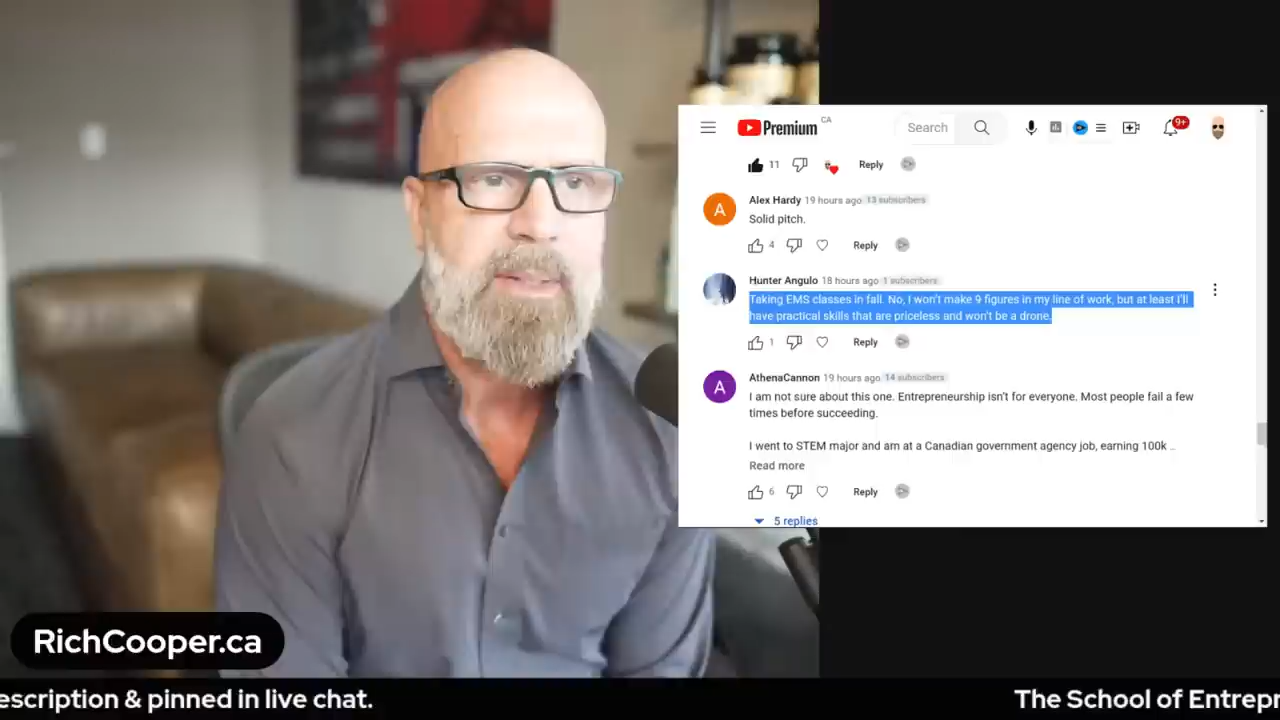 Premium CA
Search
9+
11
Reply
A
Alex Hardy 19 hours ago 13 subscribers
Solid pitch.
4
Reply
Hunter Angulo 18 hours ago 1 subscribers
Taking EMS classes in fall. No, I won't make 9 figures in my line of work, but at least I'll
have practical skills that are priceless and won't be a drone.
1
Reply
A
AthenaCannon 19 hours ago 14 subscribers
I am not sure about this one. Entrepreneurship isn't for everyone. Most people fail a few
times before succeeding.
I went to STEM major and am at a Canadian government agency job, earning 100k ..
Read more
6
Reply
5 replies
RichCooper.ca
escription & pinned in live chat.
The School of Entrepr